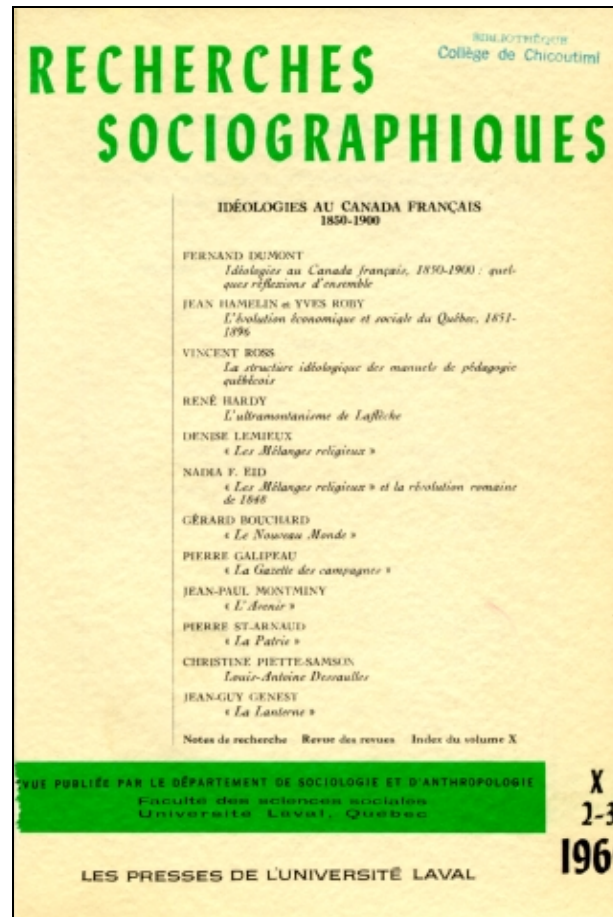 BIBLIOTHÈQUE
Collège de Chicoutimi
RECHERCHES
SOCIOGRAPHIQUES
IDÉOLOGIES AU CANADA FRANÇAIS
1850-1900
FERNAND DUMONT
Idéologies au Canada français, 1850-1900 : quel-
ques réflexions d'ensemble
JEAN HAMELIN et YVES ROBY
L'évolution économique et sociale du Québec, 1851-
1896
VINCENT ROSS
La structure idéologique des manuels de pédagogie
québécois
RENÉ HARDY
L'ultramontanisme de Laflèche
DENISE LEMIEUX
« Les Mélanges religieux »
NADIA F. EID
« Les Mélanges religieux » et la révolution romaine
de 1848
GÉRARD BOUCHARD
« Le Nouveau Monde »
PIERRE GALIPEAU
« La Gazette des campagnes »
JEAN-PAUL MONTMINY
« L'Avenir »
PIERRE ST-ARNAUD
« La Patrie »
CHRISTINE PIETTE-SAMSON
Louis-Antoine Dessaulles
JEAN-GUY GENEST
« La Lanterne »
Notes de recherche Revue des revues Index du volume X
VUE PUBLIÉE PAR LE DÉPARTEMENT DE SOCIOLOGIE ET D'ANTHROPOLOGIE
Faculté des sciences sociales
Université Laval, Québec
X
2-3
196
LES PRESSES DE L'UNIVERSITÉ LAVAL